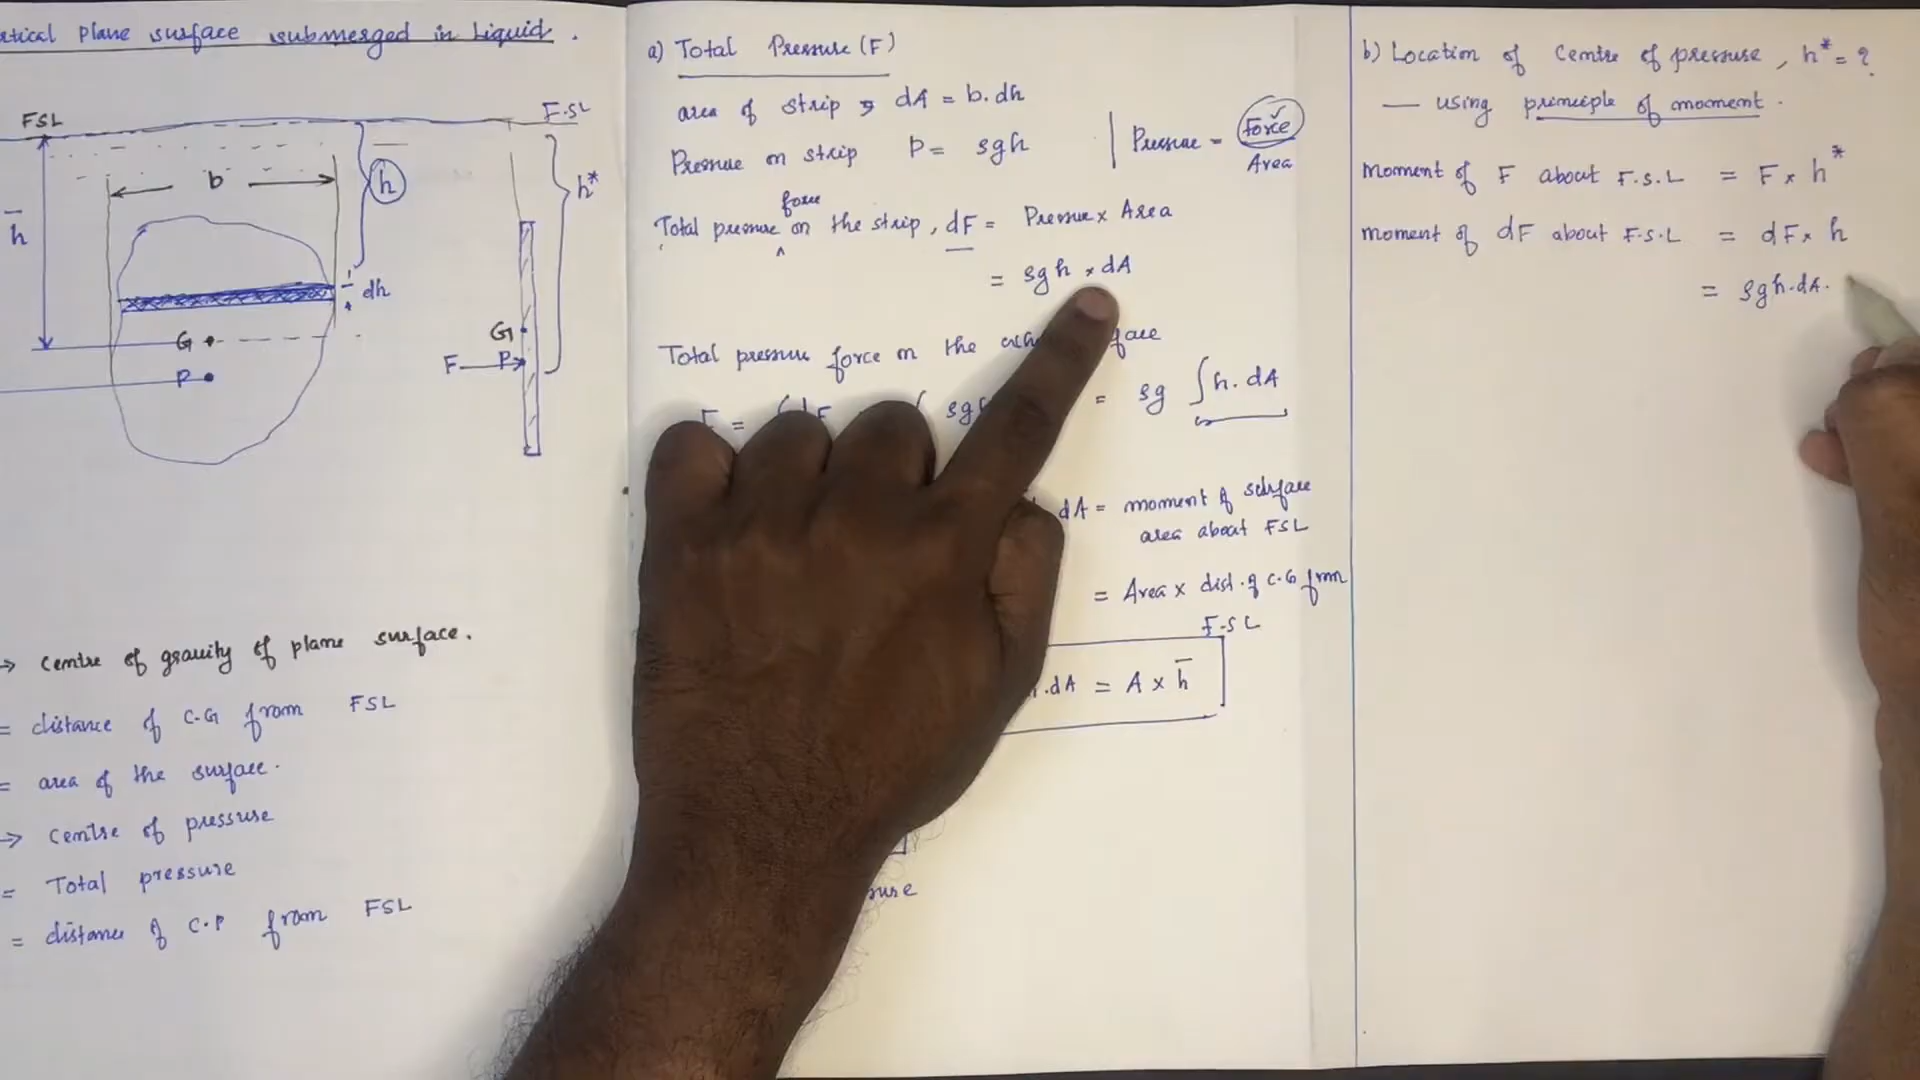 Plane surface submerged in Liquid.
FSL
F.SL
b
h
h*
h̄
dh
G
P
G
F P
→ centre of gravity of plane surface.
= distance of C.G from FSL
= area of the surface.
→ centre of pressure
= Total pressure
= distance of C.P from FSL
a) Total Pressure (F)
area of strip, dA = b.dh
Pressure on strip P = ρgh
Pressure = Force
Area
force
Total pressure ^ on the strip, dF = Pressure x Area
= ρgh x dA
Total pressure force on the
= ρg ∫h.dA
dA = moment of surface
area about FSL
= Area x dist. of C.G from
F.SL
.dA = A x h̄
b) Location of Centre of pressure, h* = ?
— using principle of moment.
Moment of F about F.S.L = F x h*
moment of dF about F.S.L = dF x h
= ρgh.dA.